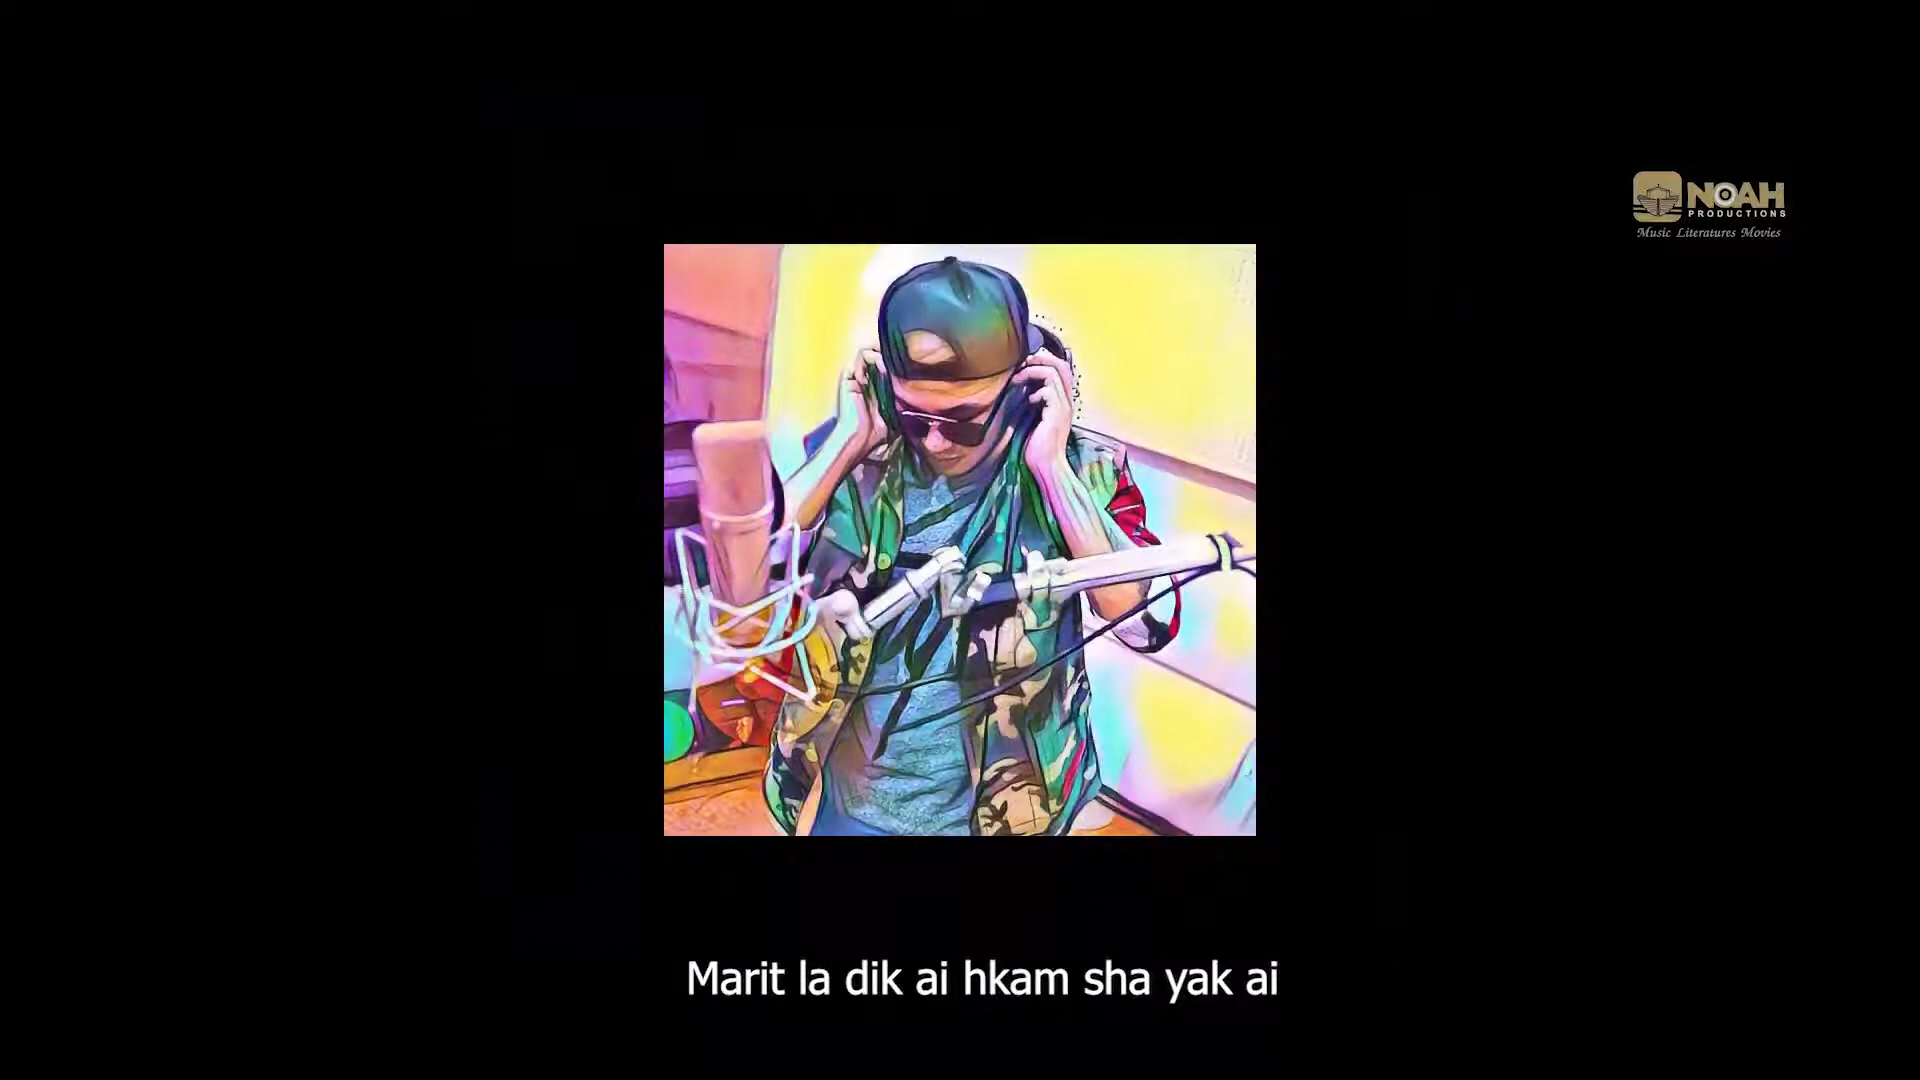 NOAH
PRODUCTIONS
Music Literatures Movies
Marit la dik ai hkam sha yak ai